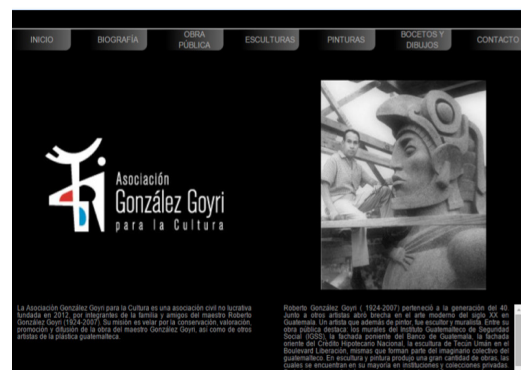 INICIO
BIOGRAFÍA
OBRA
PÚBLICA
ESCULTURAS
PINTURAS
BOCETOS Y
DIBUJOS
CONTACTO
Asociación
González Goyri
para la Cultura
La Asociación González Goyri para la Cultura es una asociación civil no lucrativa
fundada en 2012, por integrantes de la familia y amigos del maestro Roberto
González Goyri (1924-2007). Su misión es velar por la conservación, valoración,
promoción y difusión de la obra del maestro González Goyri, así como de otros
artistas de la plástica guatemalteca.
Roberto González Goyri ( 1924-2007) perteneció a la generación del 40.
Junto a otros artistas abró brecha en el arte moderno del siglo XX en
Guatemala. Un artista que además de pintor, fue escultor y muralista. Entre su
obra pública destaca: los murales del Instituto Guatemalteco de Seguridad
Social (IGSS), la fachada poniente del Banco de Guatemala, la fachada
oriente del Crédito Hipotecario Nacional, la escultura de Tecún Umán en el
Boulevard Liberación, mismas que forman parte del imaginario colectivo del
guatemalteco. En escultura y pintura produjo una gran cantidad de obras, las
cuales se encuentran en su mayoría en instituciones y colecciones privadas.